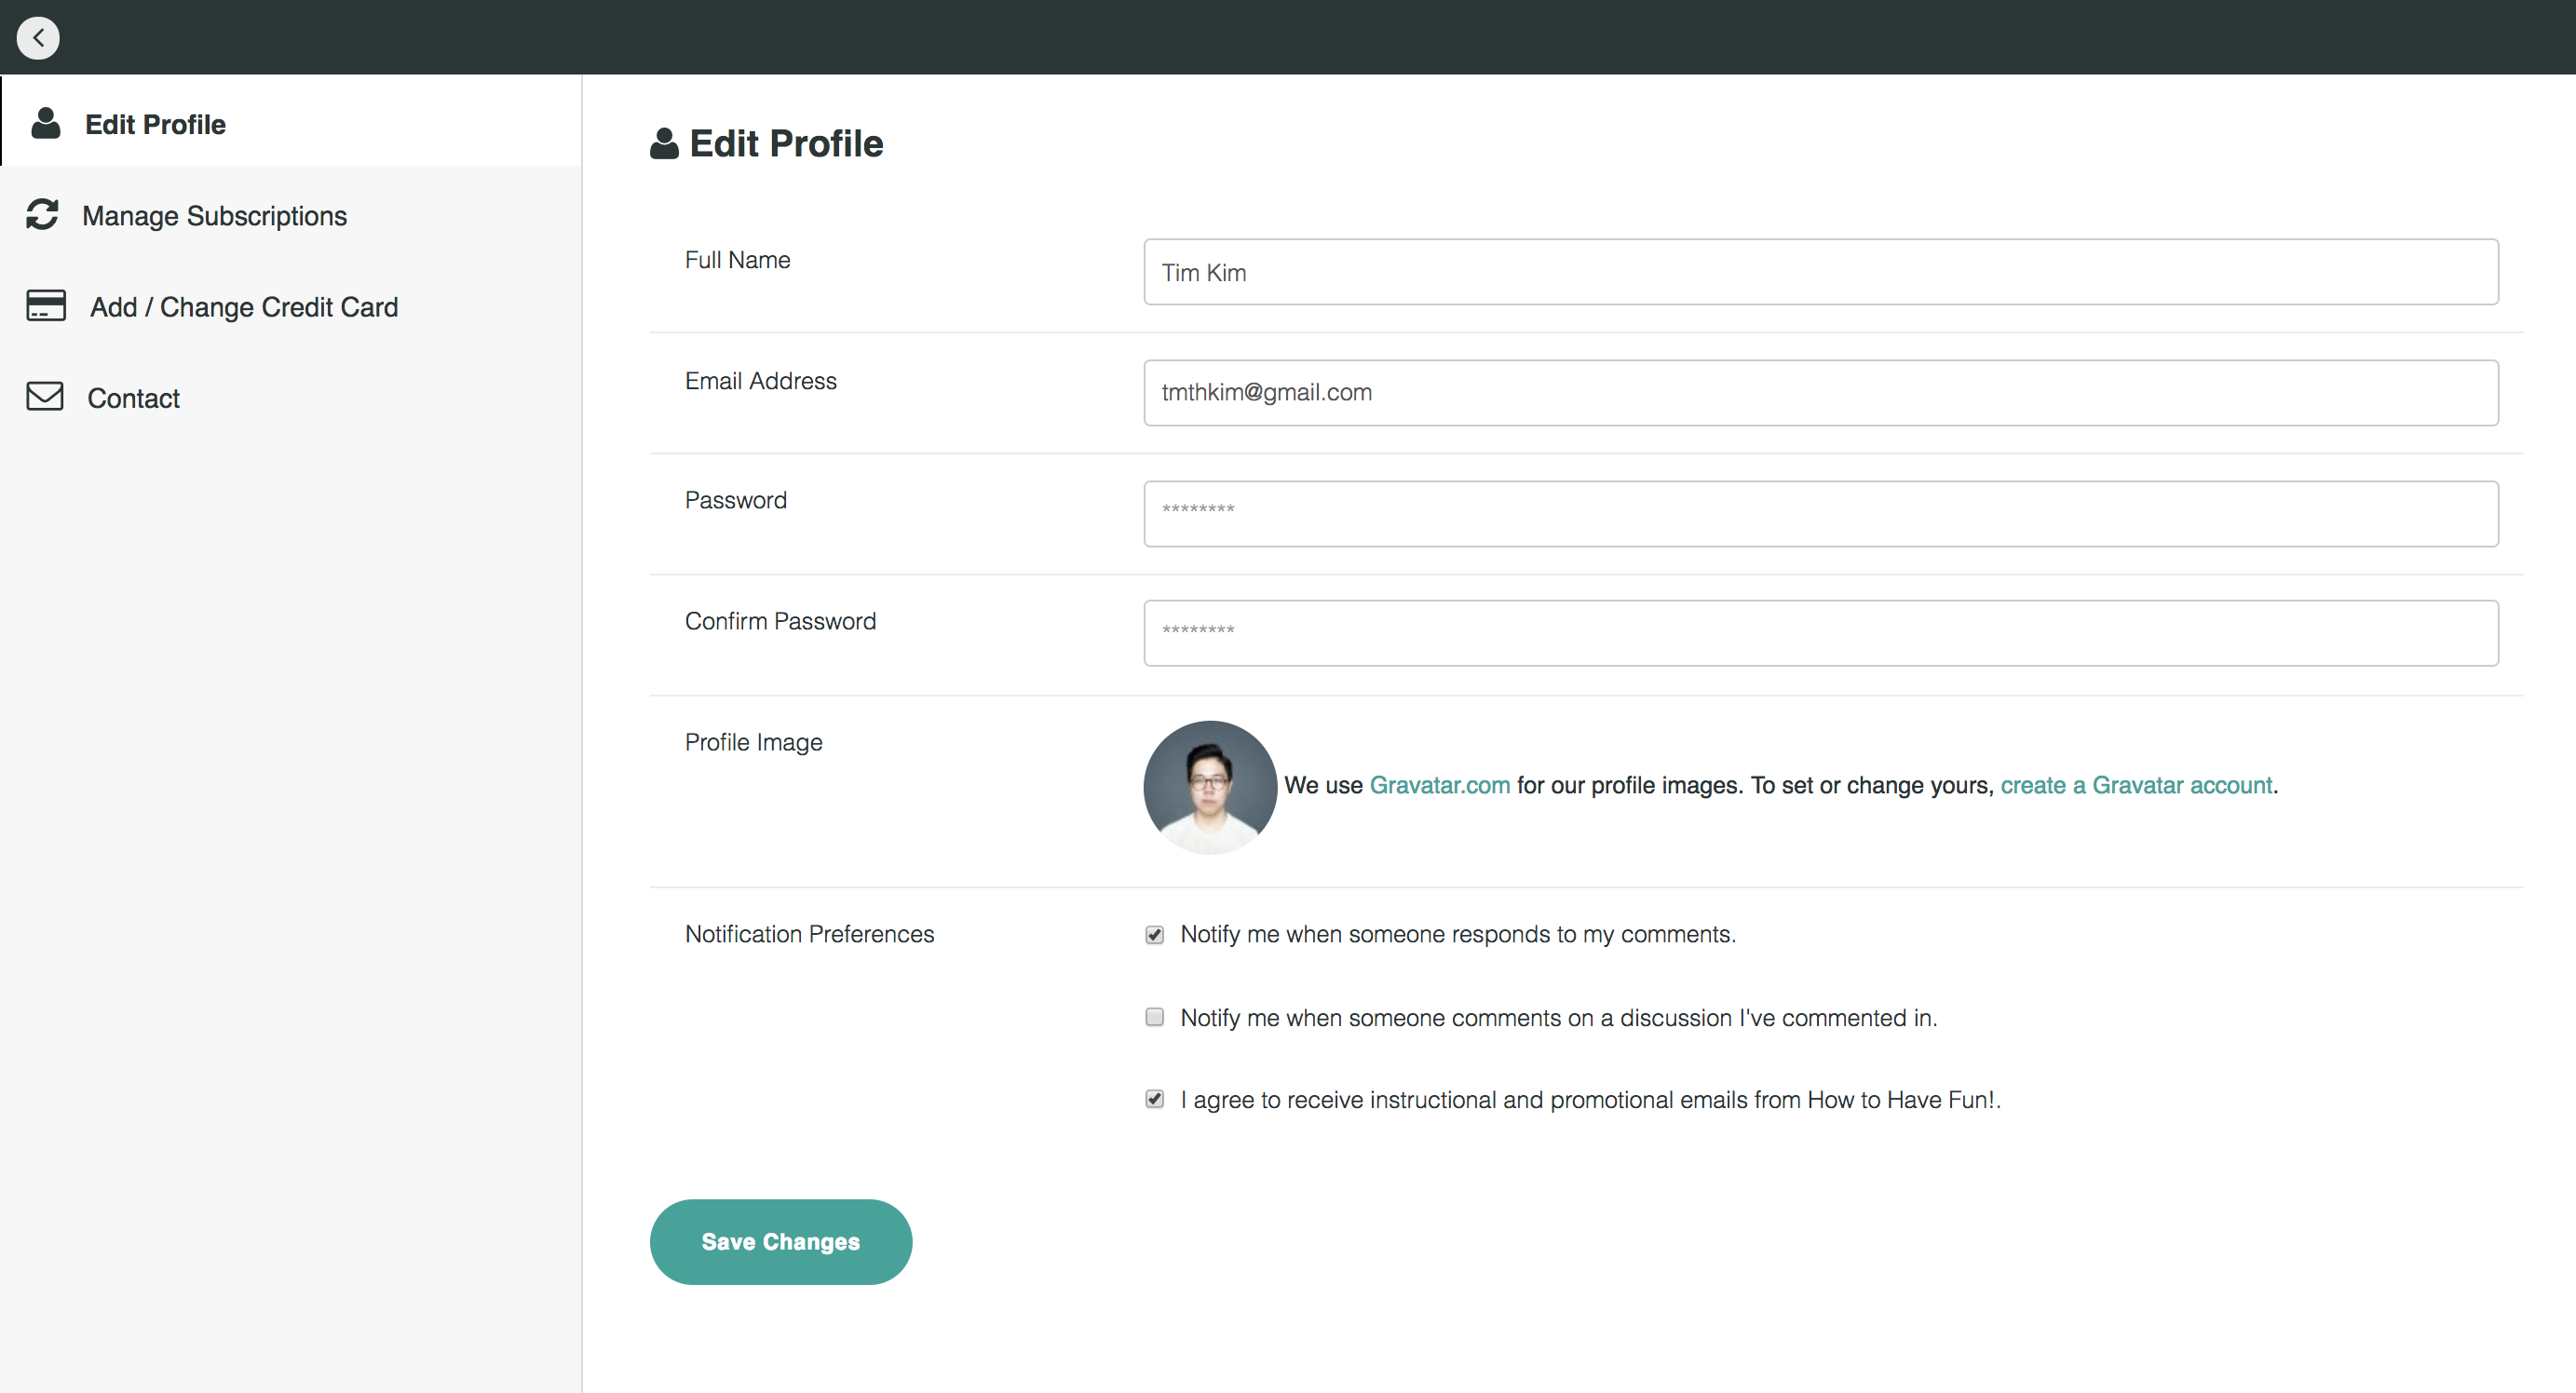 Edit Profile
Manage Subscriptions
Add / Change Credit Card
Contact
Edit Profile
Full Name
Tim Kim
Email Address
tmthkim@gmail.com
Password
********
Confirm Password
********
Profile Image
We use Gravatar.com for our profile images. To set or change yours, create a Gravatar account.
Notification Preferences
Notify me when someone responds to my comments.
Notify me when someone comments on a discussion I've commented in.
I agree to receive instructional and promotional emails from How to Have Fun!.
Save Changes